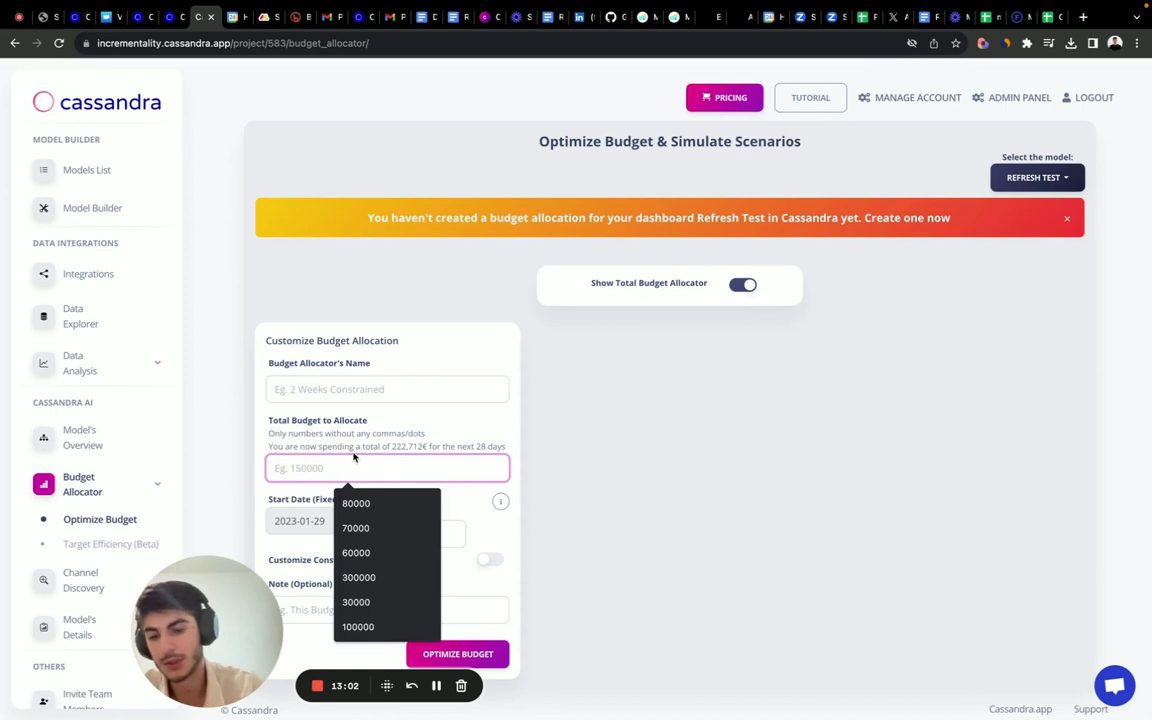 incrementality.cassandra.app/project/583/budget_allocator/
cassandra
MODEL BUILDER
Models List
Model Builder
DATA INTEGRATIONS
Integrations
Data
Explorer
Data
Analysis
CASSANDRA AI
Model's
Overview
Budget
Allocator
Optimize Budget
Target Efficiency (Beta)
Channel
Discovery
Model's
Details
OTHERS
Invite Team
PRICING
TUTORIAL
MANAGE ACCOUNT
ADMIN PANEL
LOGOUT
Optimize Budget & Simulate Scenarios
Select the model:
REFRESH TEST
You haven't created a budget allocation for your dashboard Refresh Test in Cassandra yet. Create one now
Show Total Budget Allocator
Customize Budget Allocation
Budget Allocator's Name
Eg. 2 Weeks Constrained
Total Budget to Allocate
Only numbers without any commas/dots
You are now spending a total of 222,712€ for the next 28 days
Eg. 150000
80000
70000
60000
300000
30000
100000
Start Date (Fixe
2023-01-29
Customize Cons
Note (Optional)
Eg. This Budg
OPTIMIZE BUDGET
13:02
© Cassandra
Cassandra.app
Support